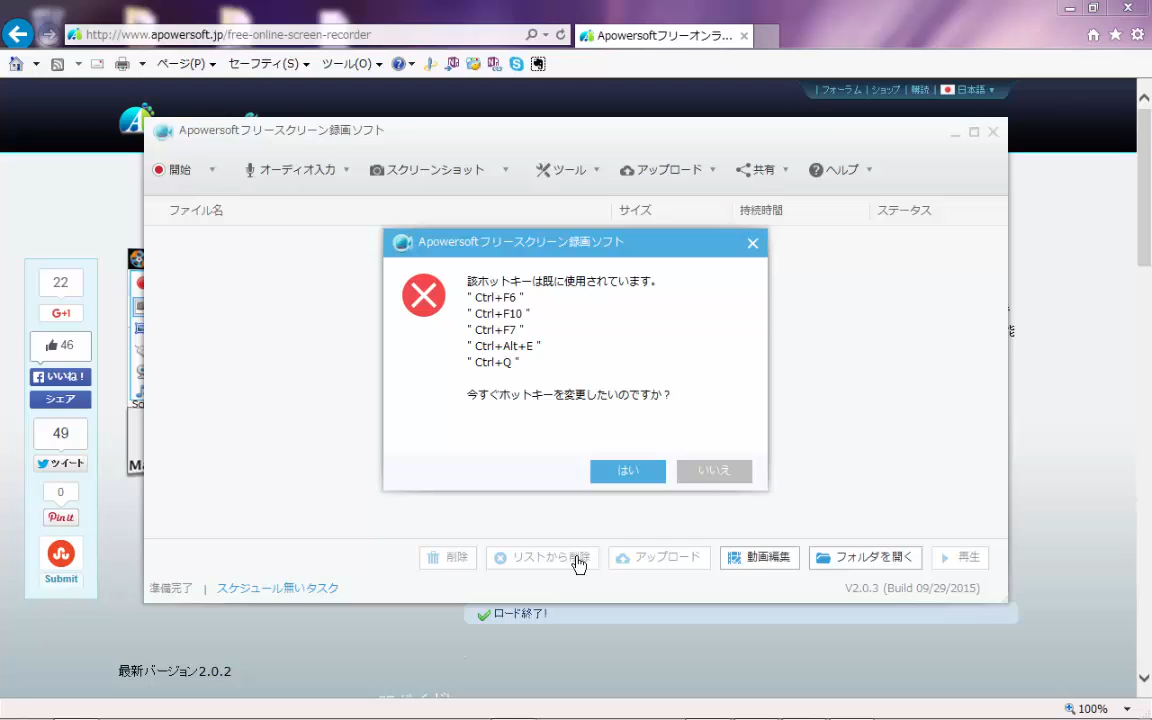 http://www.apowersoft.jp/free-online-screen-recorder
Apowersoftフリーオンラ...
ページ(P)
セーフティ(S)
ツール(O)
| フォーラム | ショップ | 購読 | 日本語
Apowersoftフリースクリーン録画ソフト
開始
オーディオ入力
スクリーンショット
ツール
アップロード
共有
ヘルプ
ファイル名
サイズ
持続時間
ステータス
Apowersoftフリースクリーン録画ソフト
該ホットキーは既に使用されています。
" Ctrl+F6 "
" Ctrl+F10 "
" Ctrl+F7 "
" Ctrl+Alt+E "
" Ctrl+Q "
今すぐホットキーを変更したいのですか？
はい
いいえ
22
G+1
46
いいね！
シェア
49
ツイート
0
Pinit
Submit
削除
リストから削除
アップロード
動画編集
フォルダを開く
再生
準備完了 | スケジュール無いタスク
V2.0.3 (Build 09/29/2015)
ロード終了!
最新バージョン2.0.2
100%